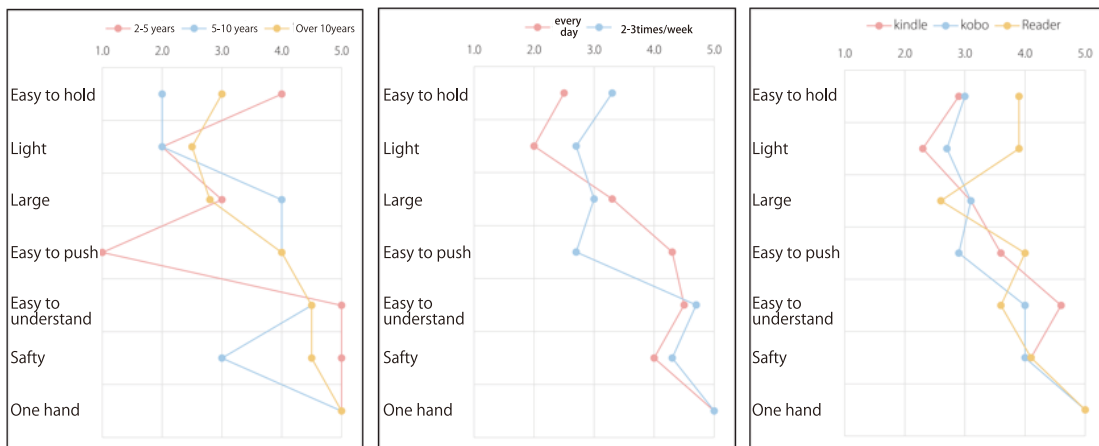 2-5 years 5-10 years Over 10years
1.0 2.0 3.0 4.0 5.0
Easy to hold
Light
Large
Easy to push
Easy to
understand
Safty
One hand
every
day 2-3times/week
1.0 2.0 3.0 4.0 5.0
Easy to hold
Light
Large
Easy to push
Easy to
understand
Safty
One hand
kindle kobo Reader
1.0 2.0 3.0 4.0 5.0
Easy to hold
Light
Large
Easy to push
Easy to
understand
Safty
One hand